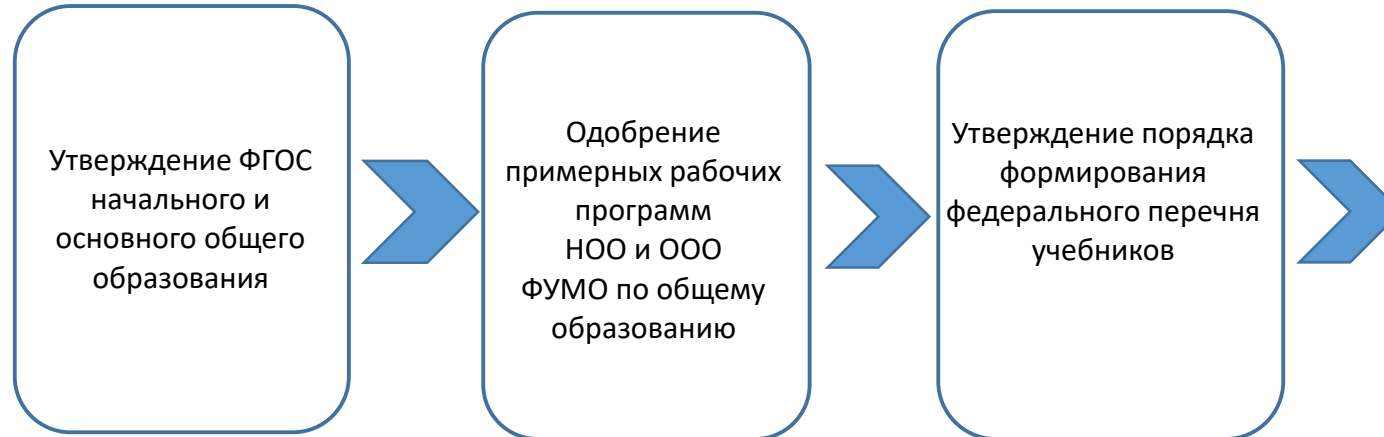 Утверждение ФГОС
начального и
основного общего
образования
Одобрение
примерных рабочих
программ
НОО и ООО
ФУМО по общему
образованию
Утверждение порядка
формирования
федерального перечня
учебников